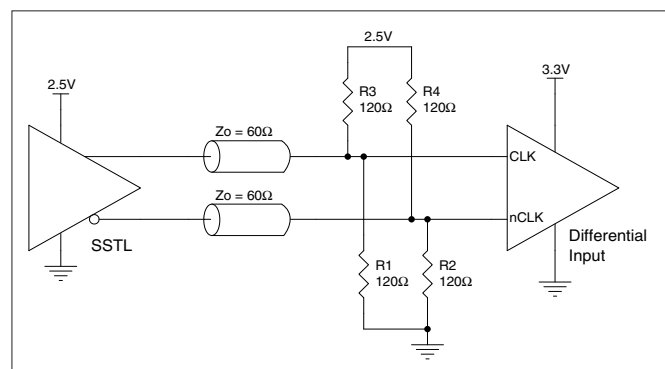 2.5V
2.5V
3.3V
R3
120Ω
R4
120Ω
Zo = 60Ω
CLK
Zo = 60Ω
nCLK
SSTL
Differential
Input
R1
120Ω
R2
120Ω